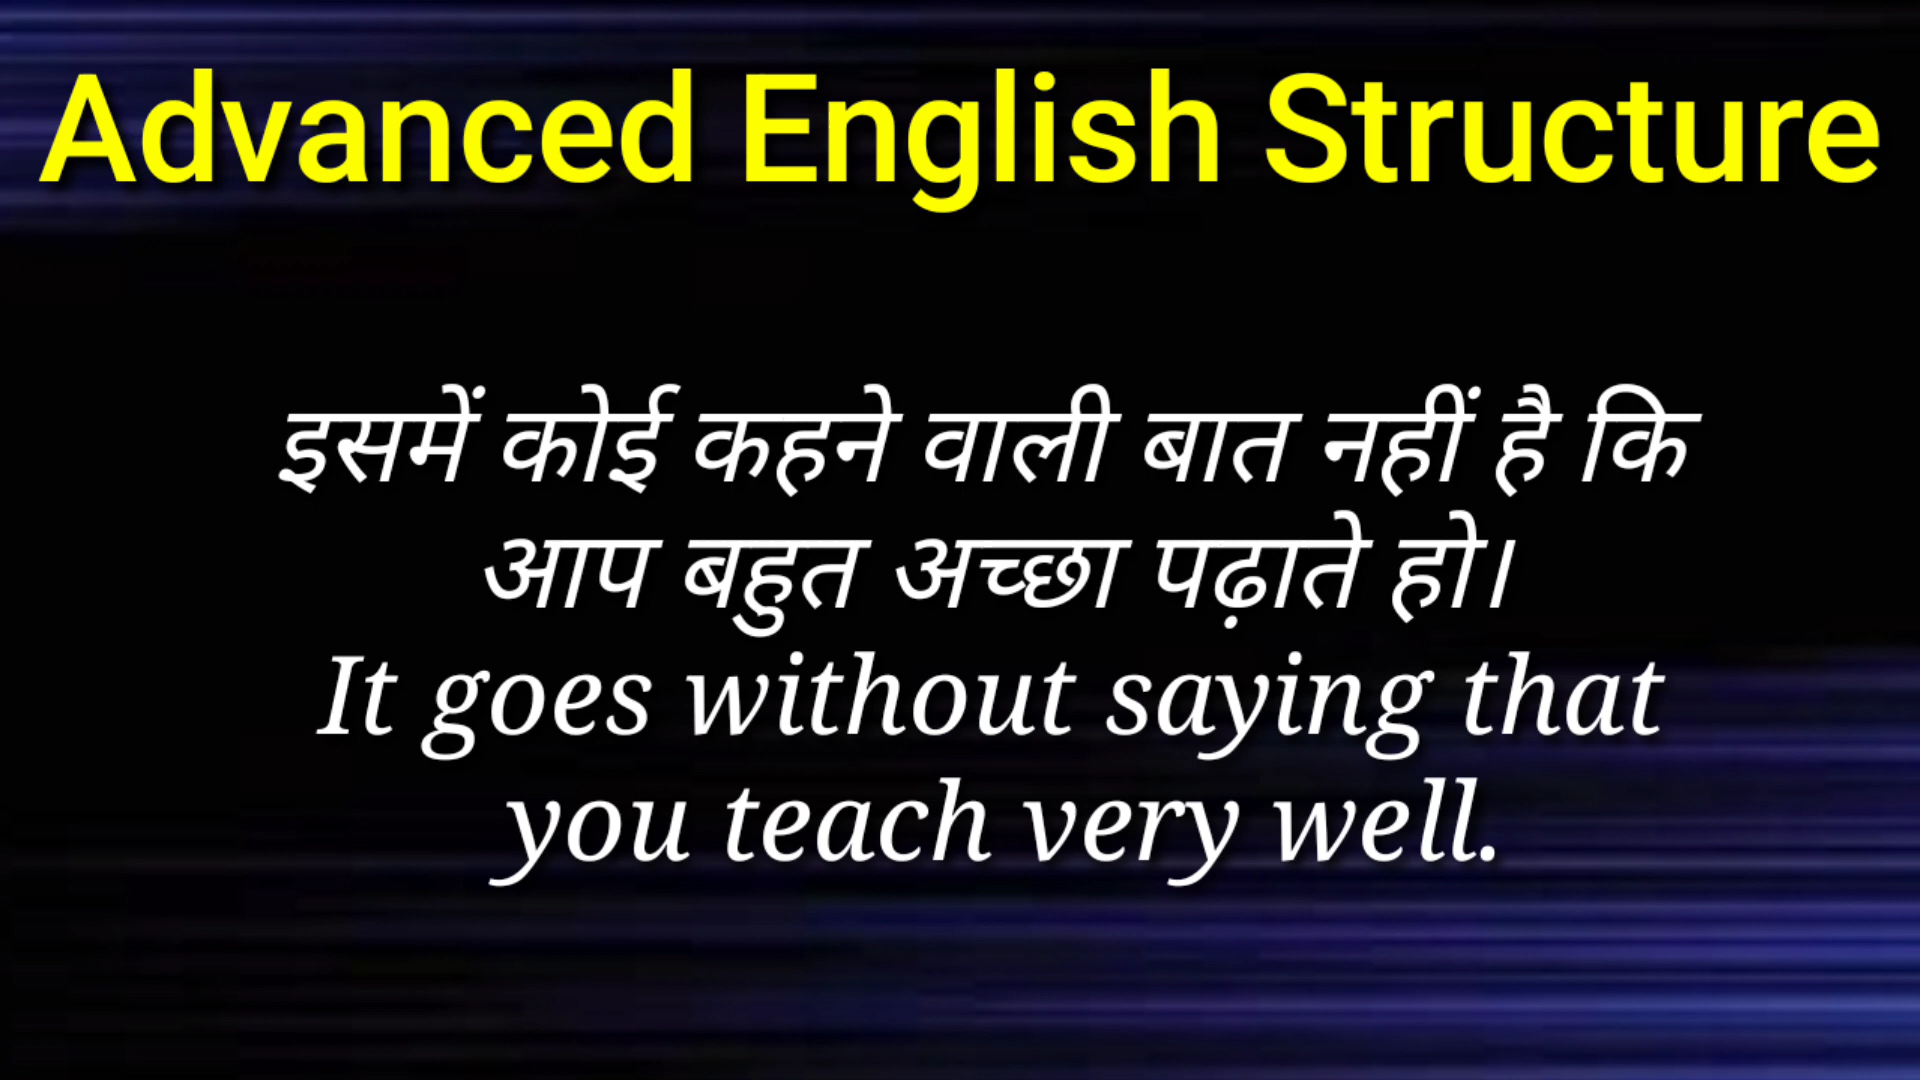 Advanced English Structure
इसमें कोई कहने वाली बात नहीं है कि
आप बहुत अच्छा पढ़ाते हो।
It goes without saying that
you teach very well.